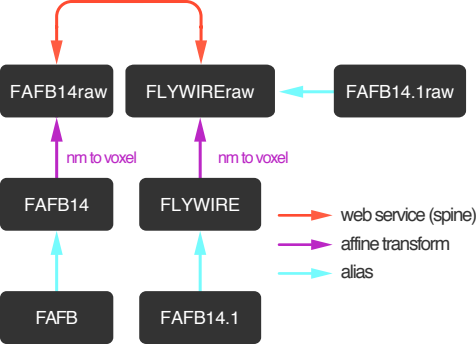 FAFB14raw
FLYWIREraw
FAFB14.1raw
nm to voxel
nm to voxel
FAFB14
FLYWIRE
web service (spine)
affine transform
alias
FAFB
FAFB14.1